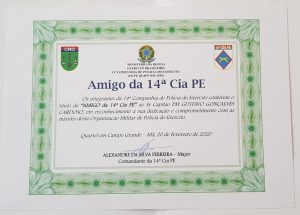 CMO
MINISTÉRIO DA DEFESA
EXÉRCITO BRASILEIRO
14ª COMPANHIA DE POLÍCIA DO EXÉRCITO
Amigo da 14ª Cia PE
Os integrantes da 14ª Companhia de Polícia do Exército conferem o
título de "AMIGO da 14ª Cia PE" ao Sr Capitão PM GUSTAVO GONÇALVES
CARDOSO, em reconhecimento à sua dedicação e comprometimento com as
missões desta Organização Militar de Polícia do Exército.
Quartel em Campo Grande - MS, 20 de Fevereiro de 2020
ALEXANDRE DA SILVA FERREIRA - Major
Comandante da 14ª Cia PE